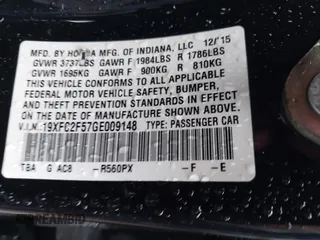 MFD. BY HONDA MFG. OF INDIANA, LLC 12/15
GVWR 3737LBS GAWR F 1984LBS R 1786LBS
GVWR 1695KG GAWR F 900KG R 810KG
THIS VEHICLE CONFORMS TO ALL APPLICABLE
FEDERAL MOTOR VEHICLE SAFETY, BUMPER,
AND THEFT PREVENTION STANDARDS IN EFFECT
ON THE DATE OF MANUFACTURE SHOWN ABOVE.
V.I.N. 19XFC2F57GE009148 TYPE: PASSENGER CAR
TBA G AC8 -R560PX -F -E
EPICBID